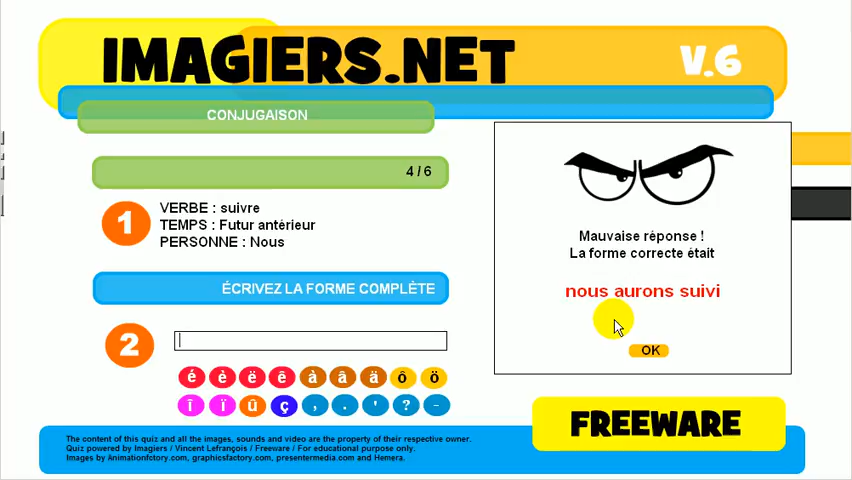 IMAGIERS.NET
V.6
CONJUGAISON
4 / 6
1
VERBE : suivre
TEMPS : Futur antérieur
PERSONNE : Nous
ÉCRIVEZ LA FORME COMPLÈTE
2
é è ë ê à â ä ô ö
î ï û ç , . ' ? -
Mauvaise réponse !
La forme correcte était
nous aurons suivi
OK
FREEWARE
The content of this quiz and all the images, sounds and video are the property of their respective owner.
Quiz powered by Imagiers / Vincent Lefrançois / Freeware / For educational purpose only.
Images by Animationfctory.com, graphicsfactory.com, presentermedia.com and Hemera.